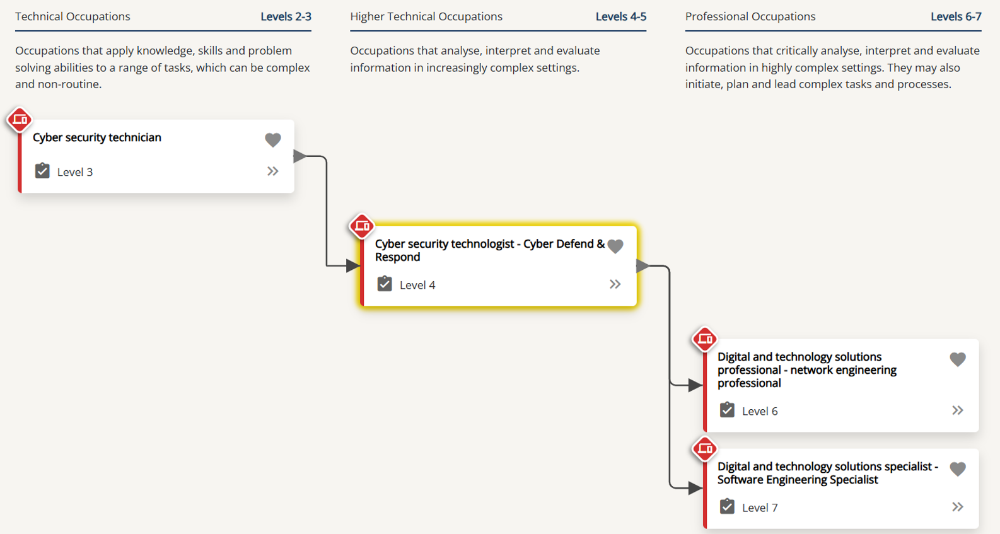 Technical Occupations Levels 2-3
Occupations that apply knowledge, skills and problem
solving abilities to a range of tasks, which can be complex
and non-routine.
Higher Technical Occupations Levels 4-5
Occupations that analyse, interpret and evaluate
information in increasingly complex settings.
Professional Occupations Levels 6-7
Occupations that critically analyse, interpret and evaluate
information in highly complex settings. They may also
initiate, plan and lead complex tasks and processes.
Cyber security technician
Level 3
Cyber security technologist - Cyber Defend &
Respond
Level 4
Digital and technology solutions
professional - network engineering
professional
Level 6
Digital and technology solutions specialist -
Software Engineering Specialist
Level 7